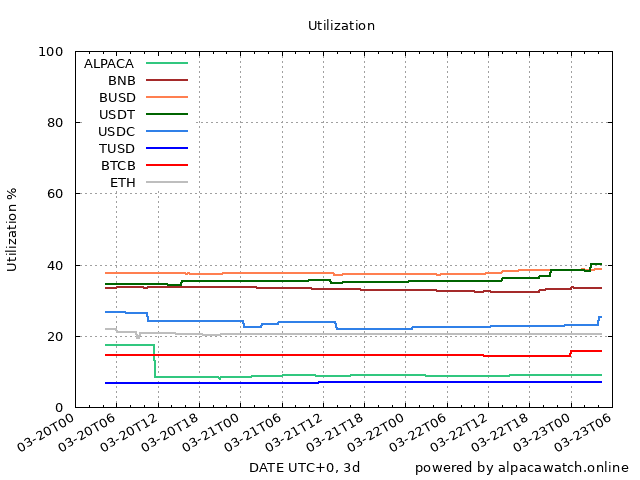 Utilization
Utilization %
100
80
60
40
20
0
ALPACA
BNB
BUSD
USDT
USDC
TUSD
BTCB
ETH
03-20T00
03-20T06
03-20T12
03-20T18
03-21T00
03-21T06
03-21T12
03-21T18
03-22T00
03-22T06
03-22T12
03-22T18
03-23T00
03-23T06
DATE UTC+0, 3d
powered by alpacawatch.online